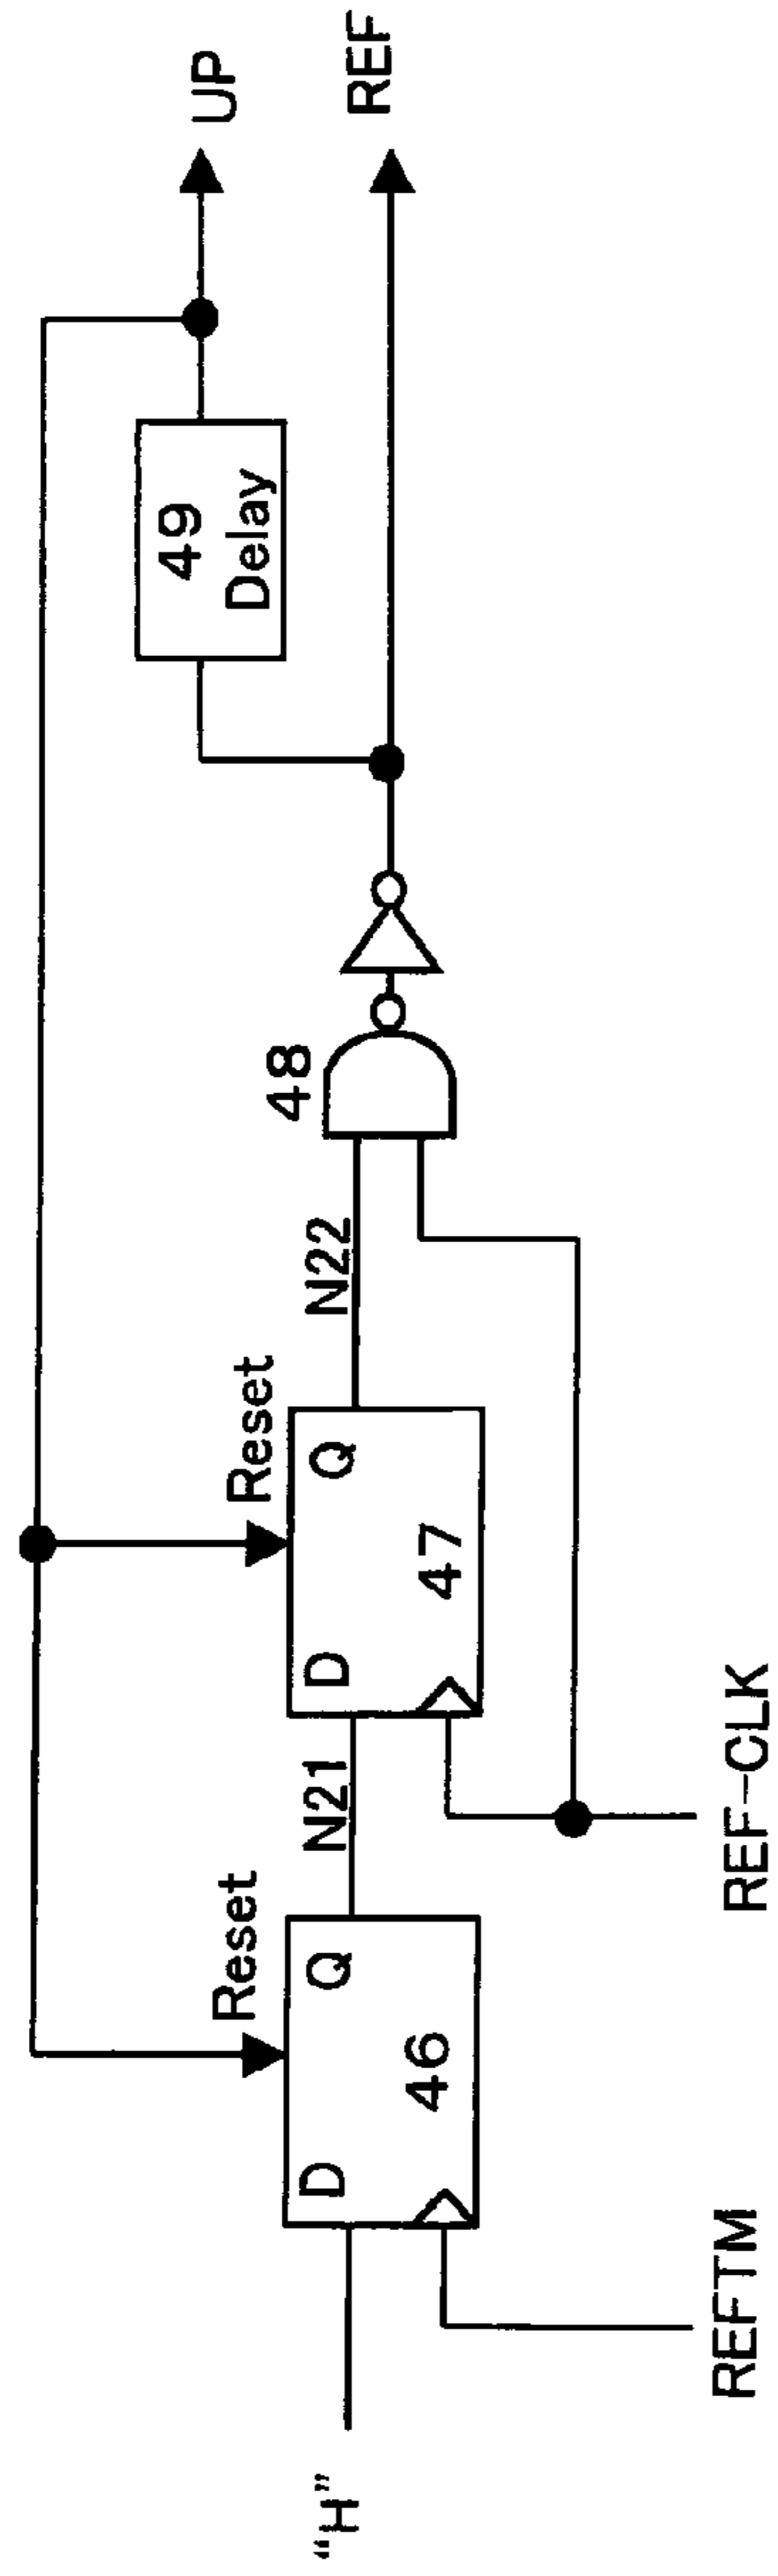 "H"
REFTM
D
Q
46
Reset
N21
REF-CLK
D
Q
47
Reset
N22
48
49
Delay
UP
REF